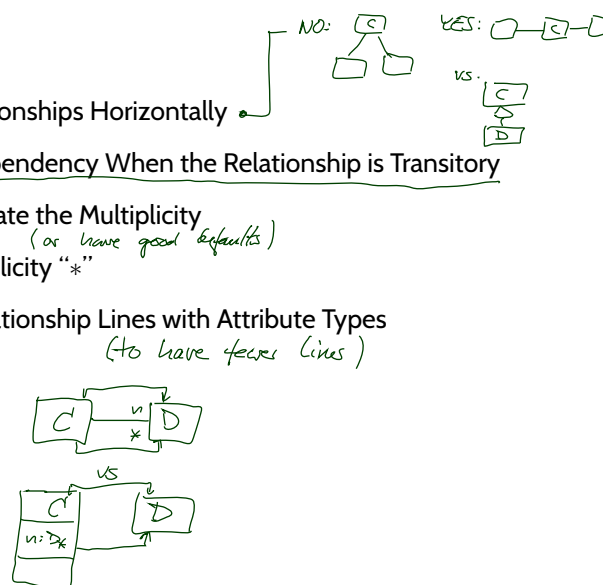 NO: C YES: C
vs.
C
D
onships Horizontally
pendency When the Relationship is Transitory
ate the Multiplicity
(or have good defaults)
licity “*”
ationship Lines with Attribute Types
(to have fewer lines)
C n D
*
vs
C D
n: D*